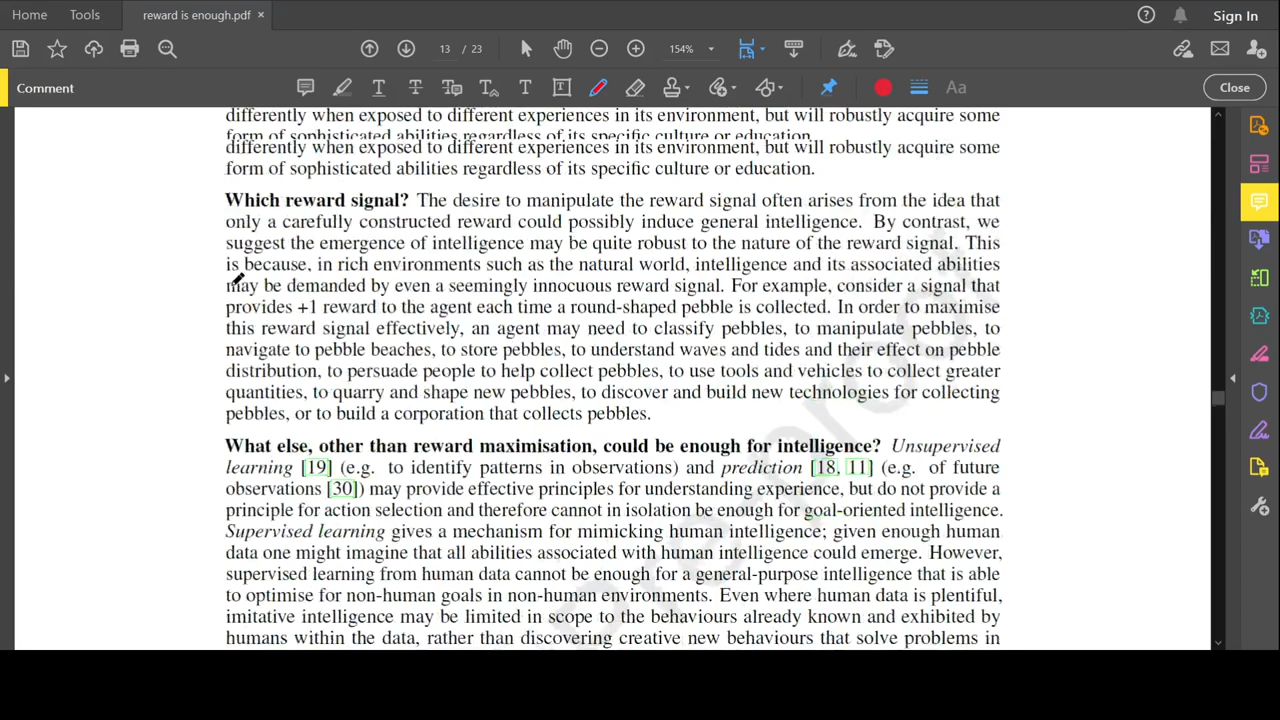 Home Tools reward is enough.pdf × Sign In
13 / 23 154%
Comment Aa Close
differently when exposed to different experiences in its environment, but will robustly acquire some
form of sophisticated abilities regardless of its specific culture or education.
differently when exposed to different experiences in its environment, but will robustly acquire some
form of sophisticated abilities regardless of its specific culture or education.
Which reward signal? The desire to manipulate the reward signal often arises from the idea that
only a carefully constructed reward could possibly induce general intelligence. By contrast, we
suggest the emergence of intelligence may be quite robust to the nature of the reward signal. This
is because, in rich environments such as the natural world, intelligence and its associated abilities
may be demanded by even a seemingly innocuous reward signal. For example, consider a signal that
provides +1 reward to the agent each time a round-shaped pebble is collected. In order to maximise
this reward signal effectively, an agent may need to classify pebbles, to manipulate pebbles, to
navigate to pebble beaches, to store pebbles, to understand waves and tides and their effect on pebble
distribution, to persuade people to help collect pebbles, to use tools and vehicles to collect greater
quantities, to quarry and shape new pebbles, to discover and build new technologies for collecting
pebbles, or to build a corporation that collects pebbles.
What else, other than reward maximisation, could be enough for intelligence? Unsupervised
learning [19] (e.g. to identify patterns in observations) and prediction [18, 11] (e.g. of future
observations [30]) may provide effective principles for understanding experience, but do not provide a
principle for action selection and therefore cannot in isolation be enough for goal-oriented intelligence.
Supervised learning gives a mechanism for mimicking human intelligence; given enough human
data one might imagine that all abilities associated with human intelligence could emerge. However,
supervised learning from human data cannot be enough for a general-purpose intelligence that is able
to optimise for non-human goals in non-human environments. Even where human data is plentiful,
imitative intelligence may be limited in scope to the behaviours already known and exhibited by
humans within the data, rather than discovering creative new behaviours that solve problems in